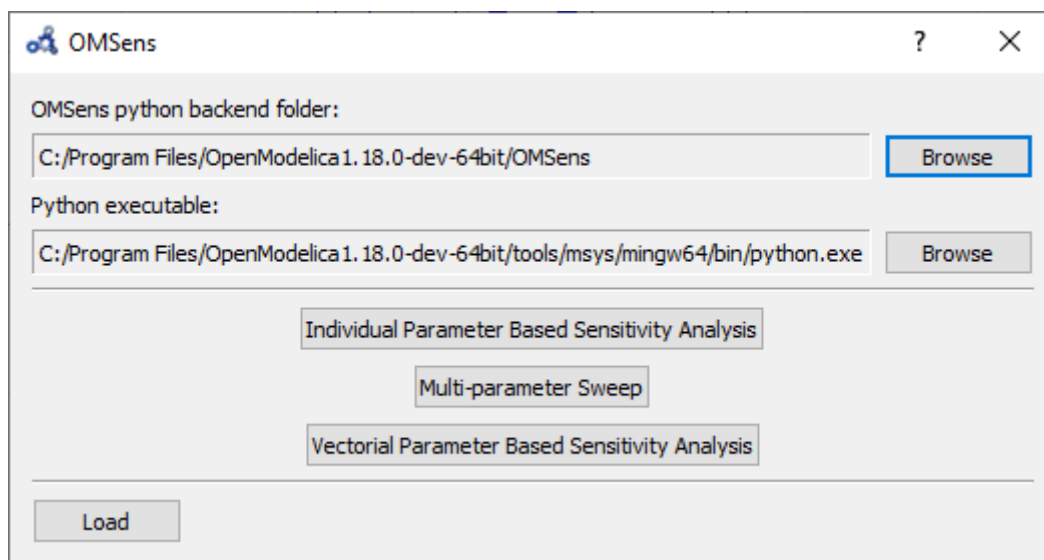 OMSens
OMSens python backend folder:
C:/Program Files/OpenModelica1.18.0-dev-64bit/OMSens Browse
Python executable:
C:/Program Files/OpenModelica1.18.0-dev-64bit/tools/msys/mingw64/bin/python.exe Browse
Individual Parameter Based Sensitivity Analysis
Multi-parameter Sweep
Vectorial Parameter Based Sensitivity Analysis
Load